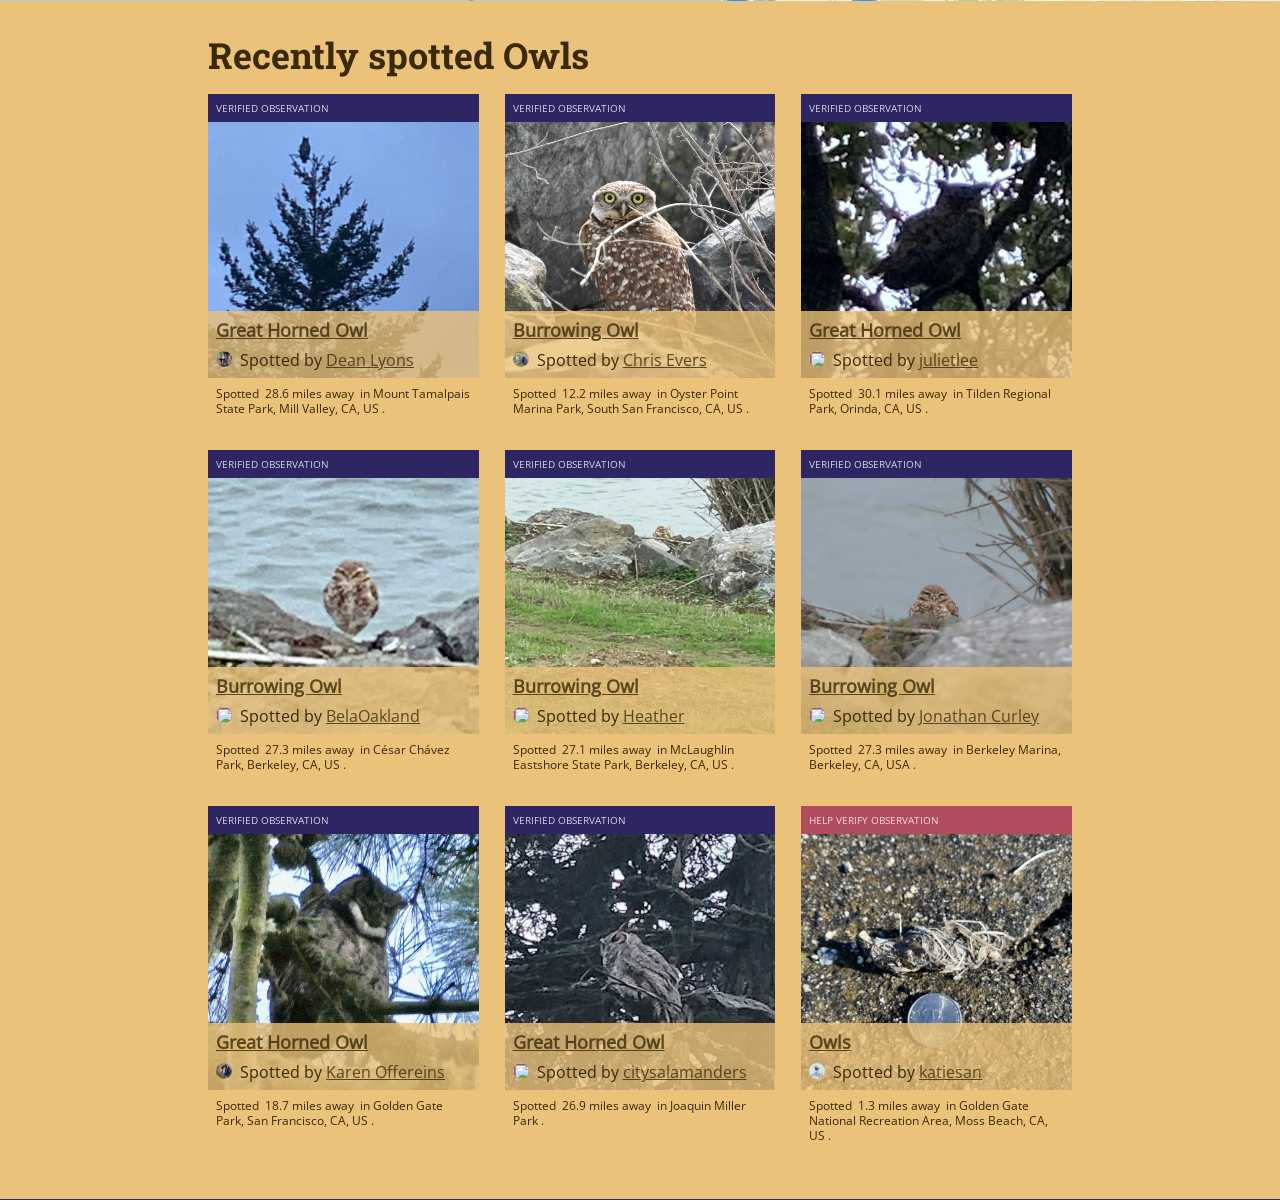 Recently spotted Owls
VERIFIED OBSERVATION
Great Horned Owl
Spotted by Dean Lyons
Spotted 28.6 miles away in Mount Tamalpais
State Park, Mill Valley, CA, US .
VERIFIED OBSERVATION
Burrowing Owl
Spotted by Chris Evers
Spotted 12.2 miles away in Oyster Point
Marina Park, South San Francisco, CA, US .
VERIFIED OBSERVATION
Great Horned Owl
Spotted by julietlee
Spotted 30.1 miles away in Tilden Regional
Park, Orinda, CA, US .
VERIFIED OBSERVATION
Burrowing Owl
Spotted by BelaOakland
Spotted 27.3 miles away in César Chávez
Park, Berkeley, CA, US .
VERIFIED OBSERVATION
Burrowing Owl
Spotted by Heather
Spotted 27.1 miles away in McLaughlin
Eastshore State Park, Berkeley, CA, US .
VERIFIED OBSERVATION
Burrowing Owl
Spotted by Jonathan Curley
Spotted 27.3 miles away in Berkeley Marina,
Berkeley, CA, USA .
VERIFIED OBSERVATION
Great Horned Owl
Spotted by Karen Offereins
Spotted 18.7 miles away in Golden Gate
Park, San Francisco, CA, US .
VERIFIED OBSERVATION
Great Horned Owl
Spotted by citysalamanders
Spotted 26.9 miles away in Joaquin Miller
Park .
HELP VERIFY OBSERVATION
Owls
Spotted by katiesan
Spotted 1.3 miles away in Golden Gate
National Recreation Area, Moss Beach, CA,
US .